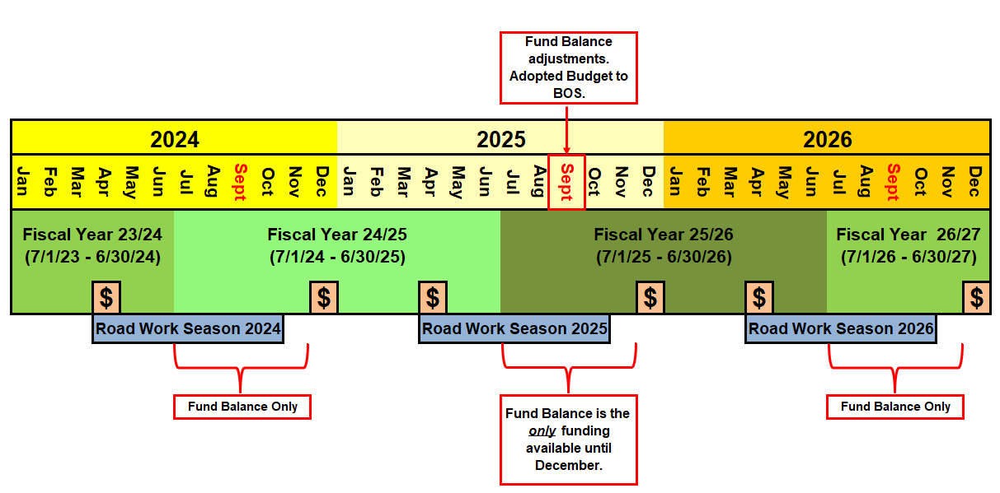 Fund Balance
adjustments.
Adopted Budget to
BOS.
2024 2025 2026
Jan Feb Mar Apr May Jun Jul Aug Sept Oct Nov Dec Jan Feb Mar Apr May Jun Jul Aug Sept Oct Nov Dec Jan Feb Mar Apr May Jun Jul Aug Sept Oct Nov Dec
Fiscal Year 23/24 Fiscal Year 24/25 Fiscal Year 25/26 Fiscal Year 26/27
(7/1/23 - 6/30/24) (7/1/24 - 6/30/25) (7/1/25 - 6/30/26) (7/1/26 - 6/30/27)
$ $ $ $ $ $
Road Work Season 2024 Road Work Season 2025 Road Work Season 2026
Fund Balance Only
Fund Balance is the
only funding
available until
December.
Fund Balance Only